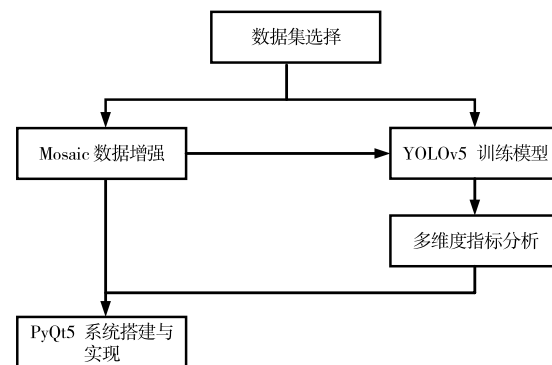 数据集选择
Mosaic 数据增强
YOLOv5 训练模型
多维度指标分析
PyQt5 系统搭建与
实现